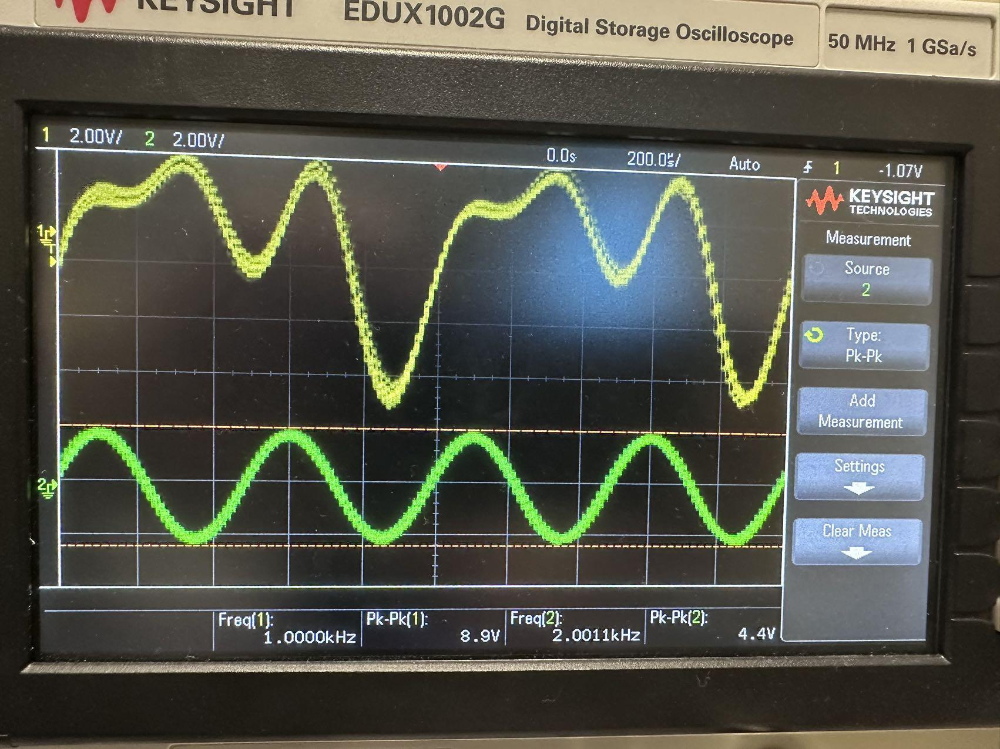 KEYSIGHT EDUX1002G Digital Storage Oscilloscope 50 MHz 1 GSa/s
1 2.00V/ 2 2.00V/ 0.0s 200.0µs/ Auto 1 -1.07V
KEYSIGHT
TECHNOLOGIES
Measurement
Source
2
Type:
Pk-Pk
Add
Measurement
Settings
Clear Meas
1
T
2
Freq(1): Pk-Pk(1): Freq(2): Pk-Pk(2):
1.0000kHz 8.9V 2.0011kHz 4.4V